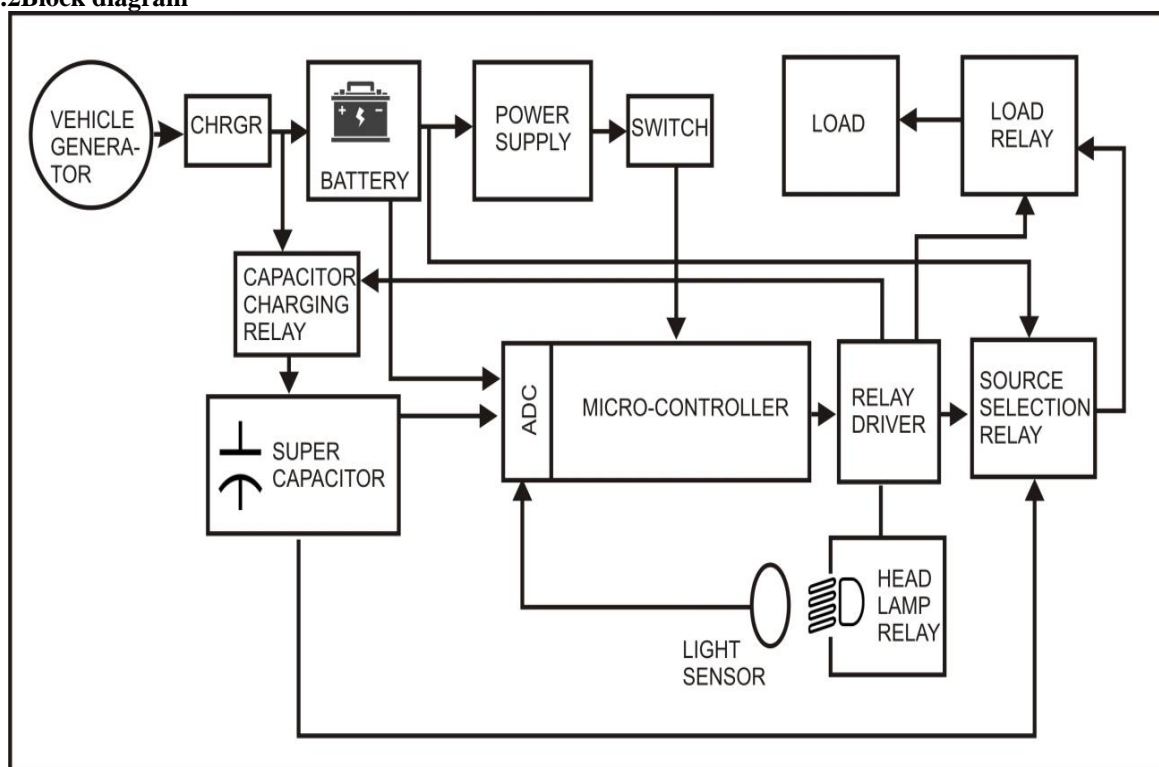 .2Block diagram
VEHICLE
GENERA-
TOR
CHRGR
+ -
BATTERY
POWER
SUPPLY
SWITCH
LOAD
LOAD
RELAY
CAPACITOR
CHARGING
RELAY
SUPER
CAPACITOR
ADC
MICRO-CONTROLLER
RELAY
DRIVER
SOURCE
SELECTION
RELAY
LIGHT
SENSOR
HEAD
LAMP
RELAY